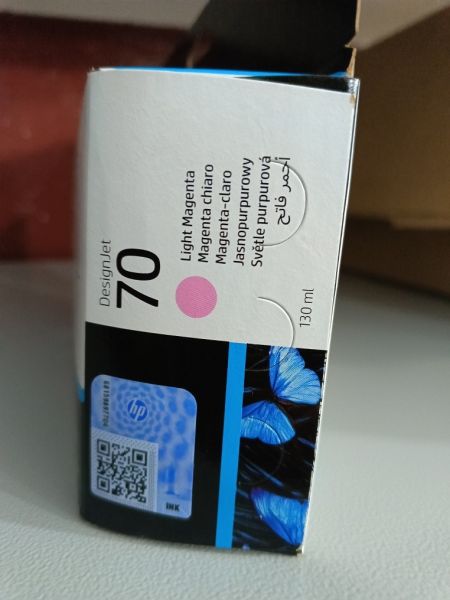 DesignJet
70
Light Magenta
Magenta chiaro
Magenta-claro
Jasnopurpurowy
Světle purpurová
أحمر فاتح
130 ml
hp
INK